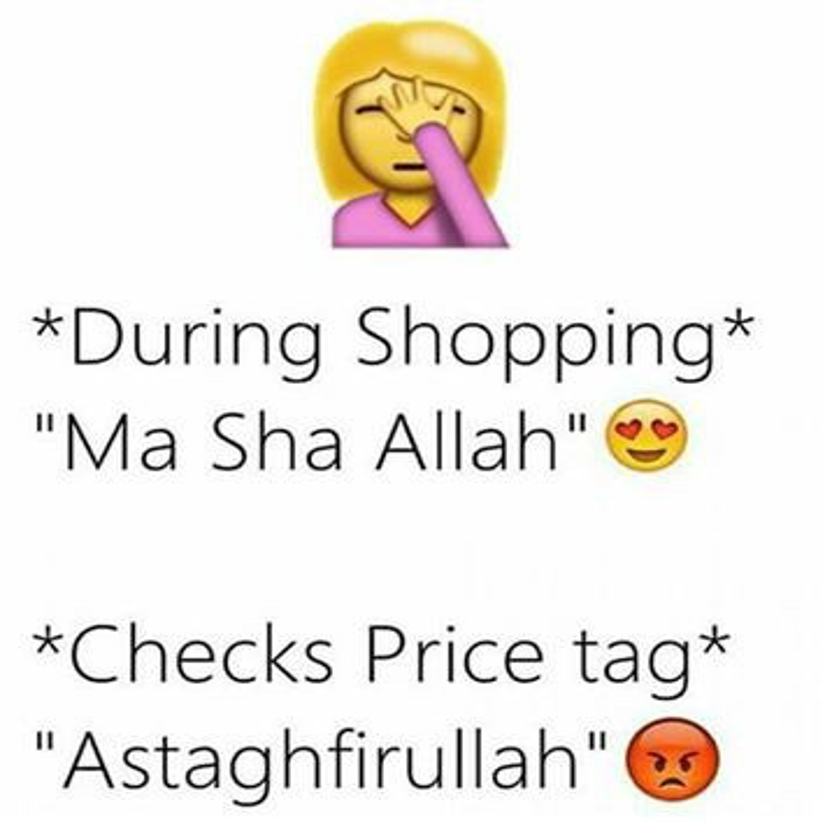 *During Shopping*
"Ma Sha Allah"😍
*Checks Price tag*
"Astaghfirullah"😡